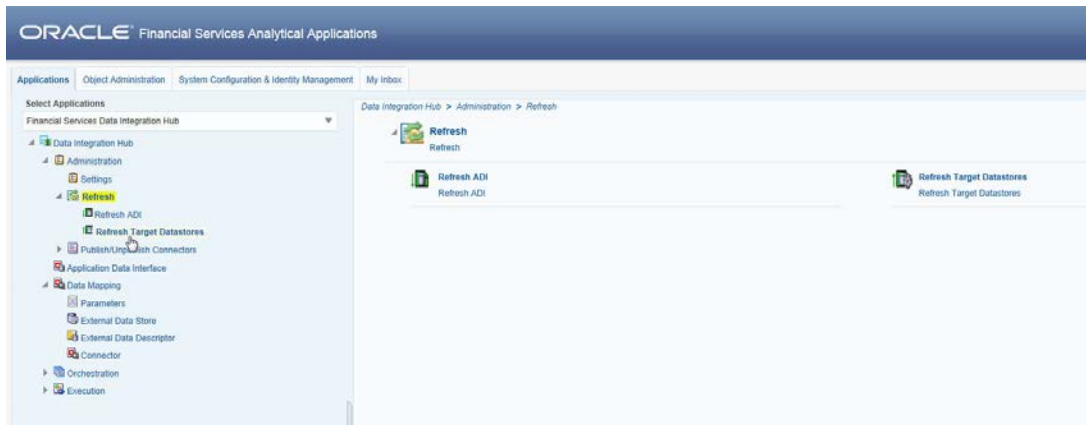 ORACLE® Financial Services Analytical Applications
Applications Object Administration System Configuration & Identity Management My Inbox
Select Applications
Financial Services Data Integration Hub
Data Integration Hub
Administration
Settings
Refresh
Refresh ADI
Refresh Target Datastores
Publish/Unpublish Connectors
Application Data Interface
Data Mapping
Parameters
External Data Store
External Data Descriptor
Connector
Orchestration
Execution
Data Integration Hub > Administration > Refresh
Refresh
Refresh
Refresh ADI
Refresh ADI
Refresh Target Datastores
Refresh Target Datastores